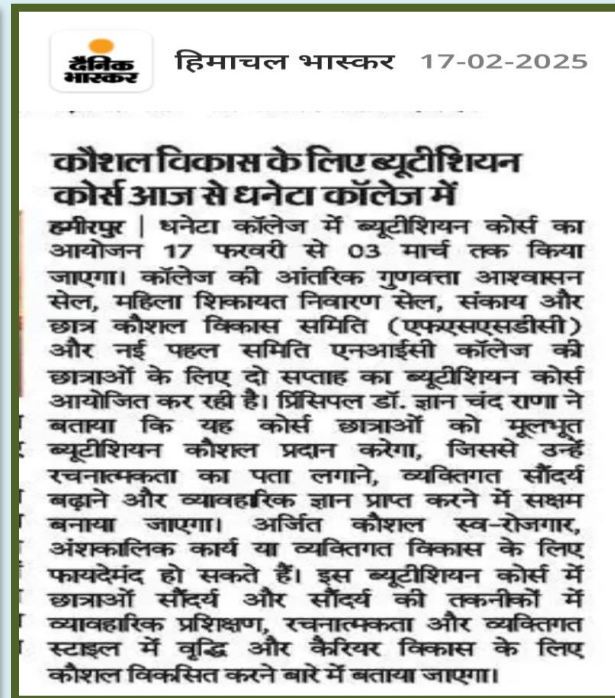 दैनिक
भास्कर
हिमाचल भास्कर 17-02-2025
कौशल विकास के लिए ब्यूटीशियन
कोर्स आज से धनेटा कॉलेज में
हमीरपुर | धनेटा कॉलेज में ब्यूटीशियन कोर्स का
आयोजन 17 फरवरी से 03 मार्च तक किया
जाएगा। कॉलेज की आंतरिक गुणवत्ता आश्वासन
सेल, महिला शिकायत निवारण सेल, संकाय और
छात्र कौशल विकास समिति (एफएसएसडीसी)
और नई पहल समिति एनआईसी कॉलेज की
छात्राओं के लिए दो सप्ताह का ब्यूटीशियन कोर्स
आयोजित कर रही है। प्रिंसिपल डॉ. ज्ञान चंद राणा ने
बताया कि यह कोर्स छात्राओं को मूलभूत
ब्यूटीशियन कौशल प्रदान करेगा, जिससे उन्हें
रचनात्मकता का पता लगाने, व्यक्तिगत सौंदर्य
बढ़ाने और व्यावहारिक ज्ञान प्राप्त करने में सक्षम
बनाया जाएगा। अर्जित कौशल स्व-रोजगार,
अंशकालिक कार्य या व्यक्तिगत विकास के लिए
फायदेमंद हो सकते हैं। इस ब्यूटीशियन कोर्स में
छात्राओं सौंदर्य और सौंदर्य की तकनीकों में
व्यावहारिक प्रशिक्षण, रचनात्मकता और व्यक्तिगत
स्टाइल में वृद्धि और कैरियर विकास के लिए
कौशल विकसित करने बारे में बताया जाएगा।